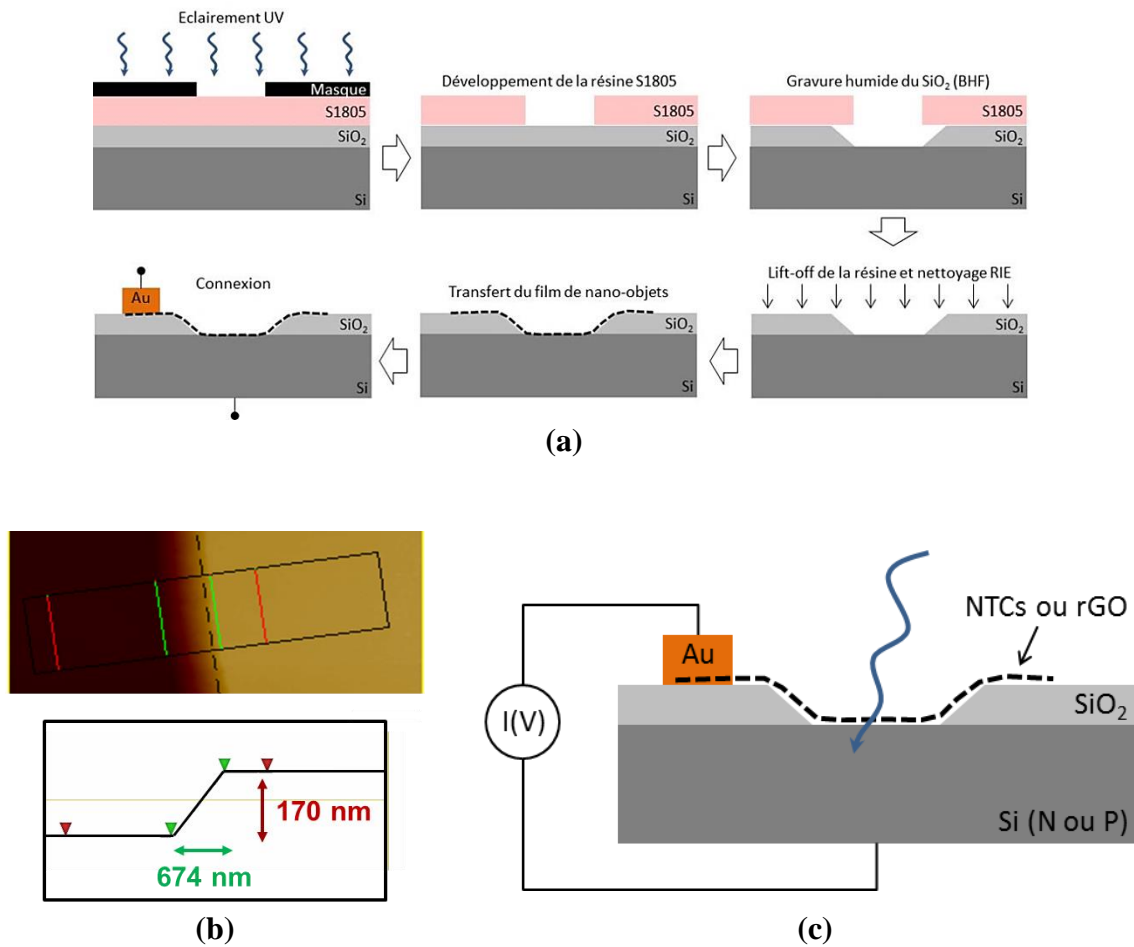 Eclairement UV
Masque
S1805
SiO₂
Si
Développement de la résine S1805
S1805
SiO₂
Si
Gravure humide du SiO₂ (BHF)
S1805
SiO₂
Si
Connexion
Au
SiO₂
Si
Transfert du film de nano-objets
SiO₂
Si
Lift-off de la résine et nettoyage RIE
SiO₂
Si
(a)
170 nm
674 nm
(b)
NTCs ou rGO
Au
I(V)
SiO₂
Si (N ou P)
(c)